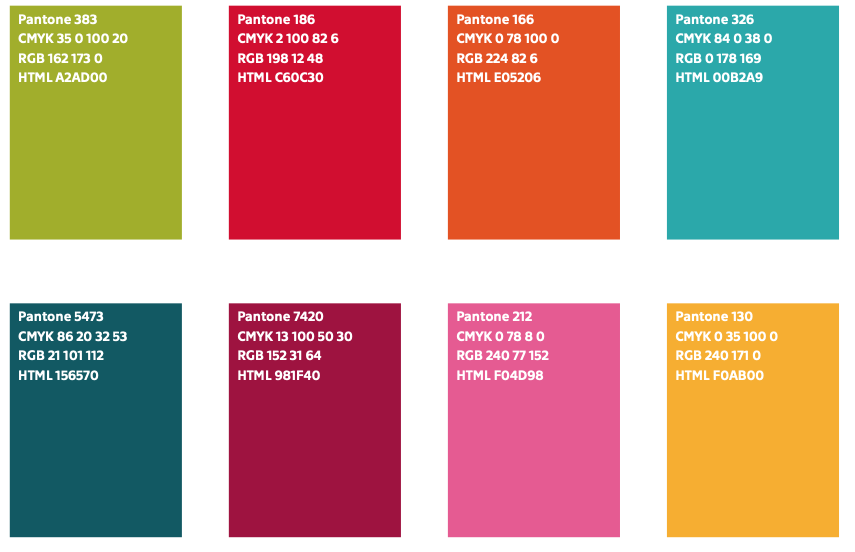 Pantone 383
CMYK 35 0 100 20
RGB 162 173 0
HTML A2AD00
Pantone 186
CMYK 2 100 82 6
RGB 198 12 48
HTML C60C30
Pantone 166
CMYK 0 78 100 0
RGB 224 82 6
HTML E05206
Pantone 326
CMYK 84 0 38 0
RGB 0 178 169
HTML 00B2A9
Pantone 5473
CMYK 86 20 32 53
RGB 21 101 112
HTML 156570
Pantone 7420
CMYK 13 100 50 30
RGB 152 31 64
HTML 981F40
Pantone 212
CMYK 0 78 8 0
RGB 240 77 152
HTML F04D98
Pantone 130
CMYK 0 35 100 0
RGB 240 171 0
HTML F0AB00